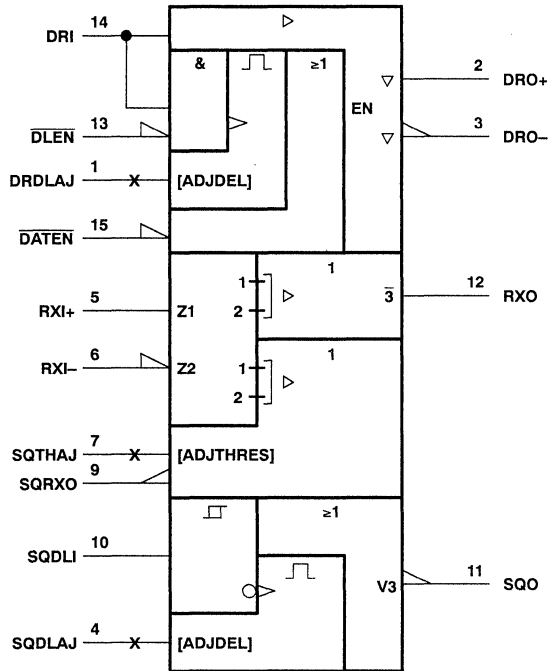 14
DRI
& ≥1
2
DRO+
EN
13
D̅L̅E̅N̅
3
DRO–
1
DRDLAJ X [ADJDEL]
15
D̅A̅T̅E̅N̅
1
1
12
5
RXI+ Z1 2 3̅ RXO
6
1
RXI– Z2 1
2
7
SQTHAJ X [ADJTHRES]
9
SQRXO
≥1
10
SQDLI
11
V3 SQO
4
SQDLAJ X [ADJDEL]